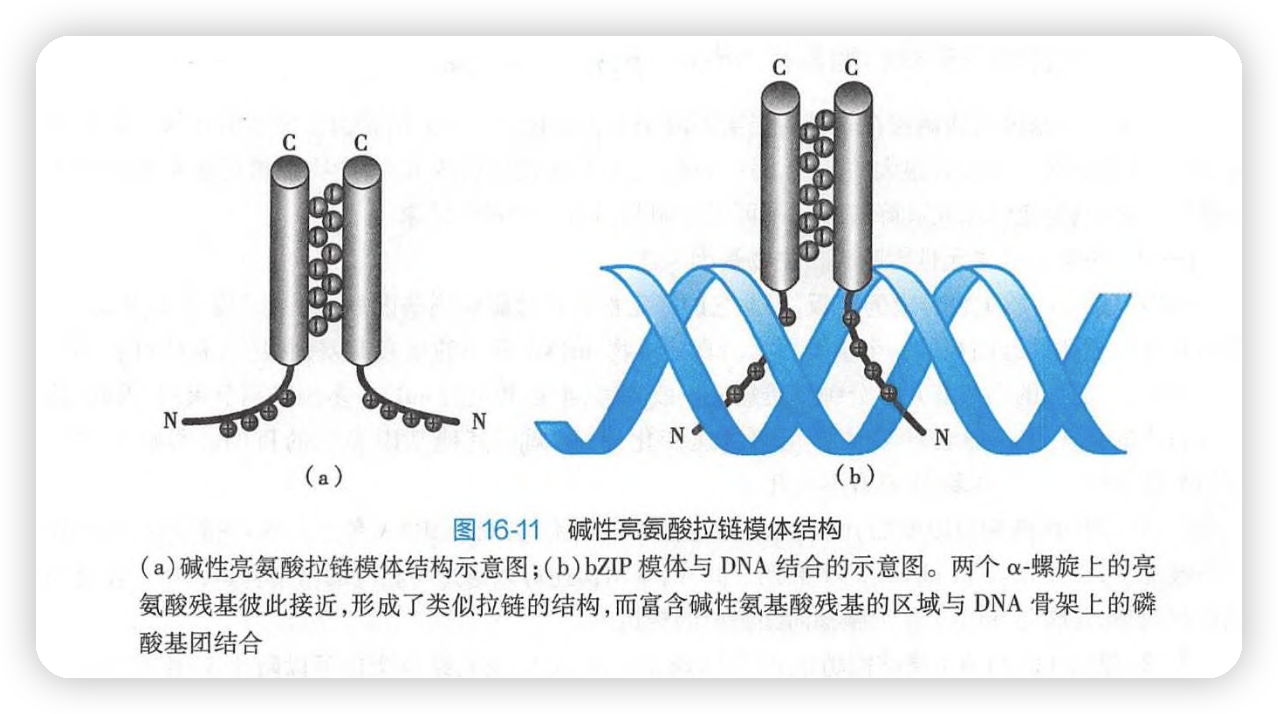 C C
C C
N N
N N
(a) (b)
图16-11 碱性亮氨酸拉链模体结构
(a)碱性亮氨酸拉链模体结构示意图;(b)bZIP 模体与 DNA 结合的示意图。两个 α-螺旋上的亮
氨酸残基彼此接近,形成了类似拉链的结构,而富含碱性氨基酸残基的区域与 DNA 骨架上的磷
酸基团结合